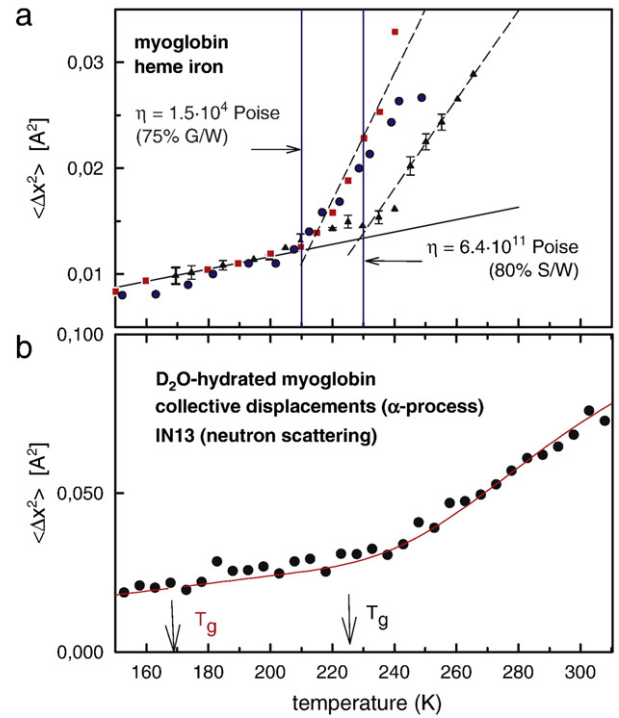 a
myoglobin
heme iron
η = 1.5·10⁴ Poise
(75% G/W)
η = 6.4·10¹¹ Poise
(80% S/W)
<Δx²> [A²]
0,03
0,02
0,01
0,100
b
D₂O-hydrated myoglobin
collective displacements (α-process)
IN13 (neutron scattering)
<Δx²> [A²]
0,050
0,000
Tg
Tg
160 180 200 220 240 260 280 300
temperature (K)